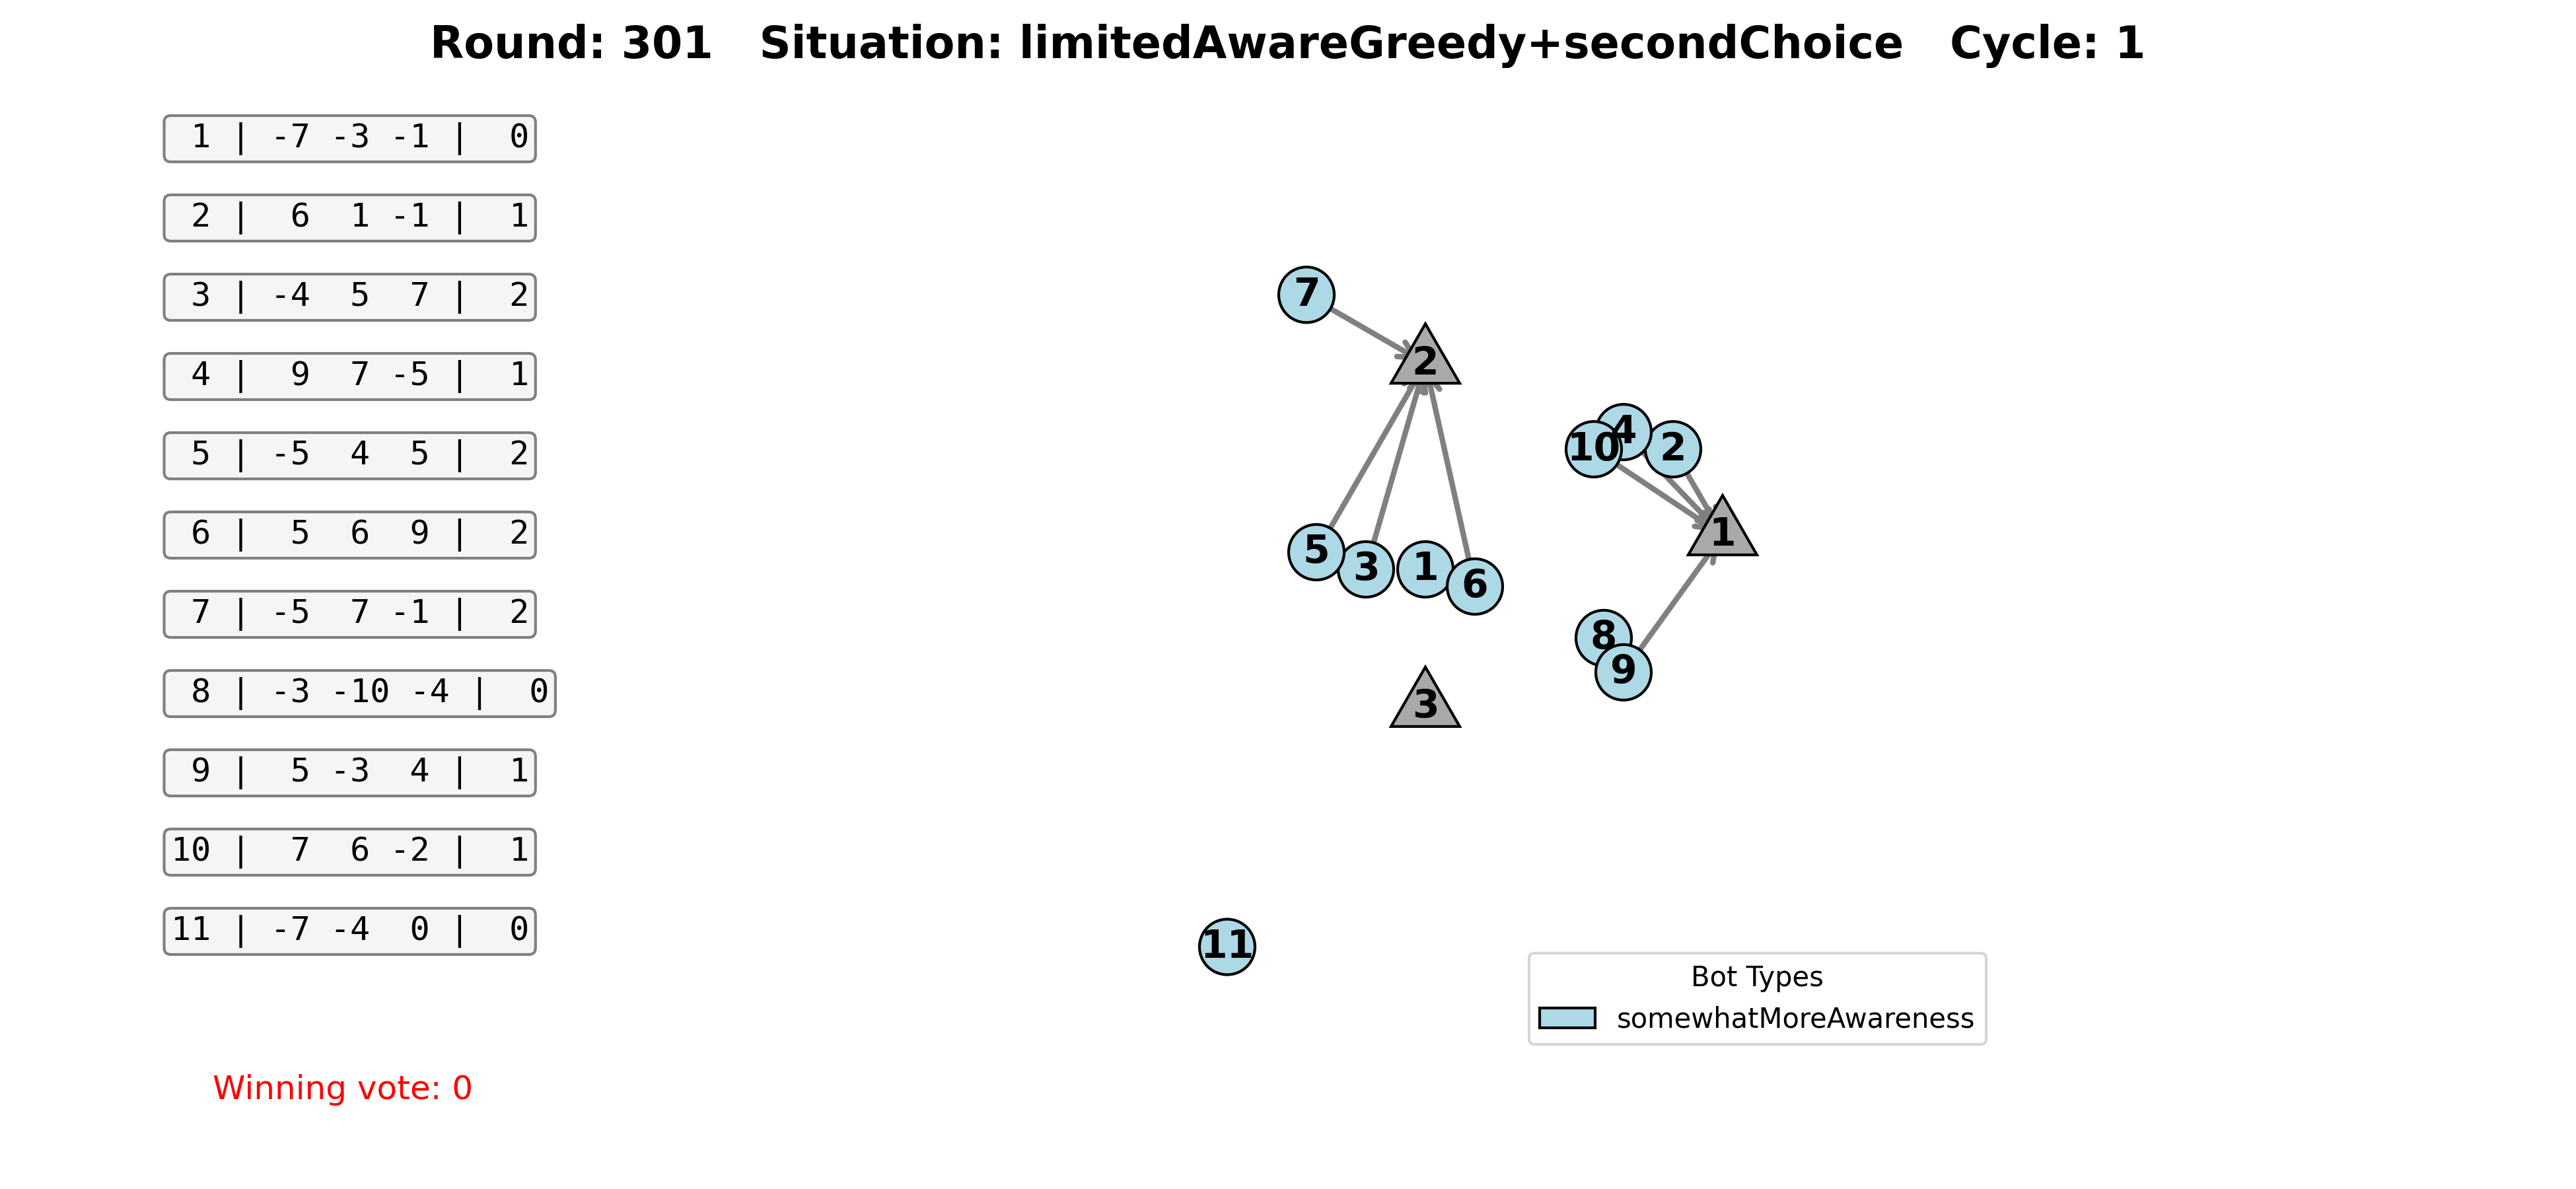 Round: 301   Situation: limitedAwareGreedy+secondChoice   Cycle: 1
1 | -7 -3 -1 | 0
2 | 6 1 -1 | 1
3 | -4 5 7 | 2
4 | 9 7 -5 | 1
5 | -5 4 5 | 2
6 | 5 6 9 | 2
7 | -5 7 -1 | 2
8 | -3 -10 -4 | 0
9 | 5 -3 4 | 1
10 | 7 6 -2 | 1
11 | -7 -4 0 | 0
Winning vote: 0
7
2
4
10
2
1
5
3
1
6
8
9
3
11
Bot Types
somewhatMoreAwareness